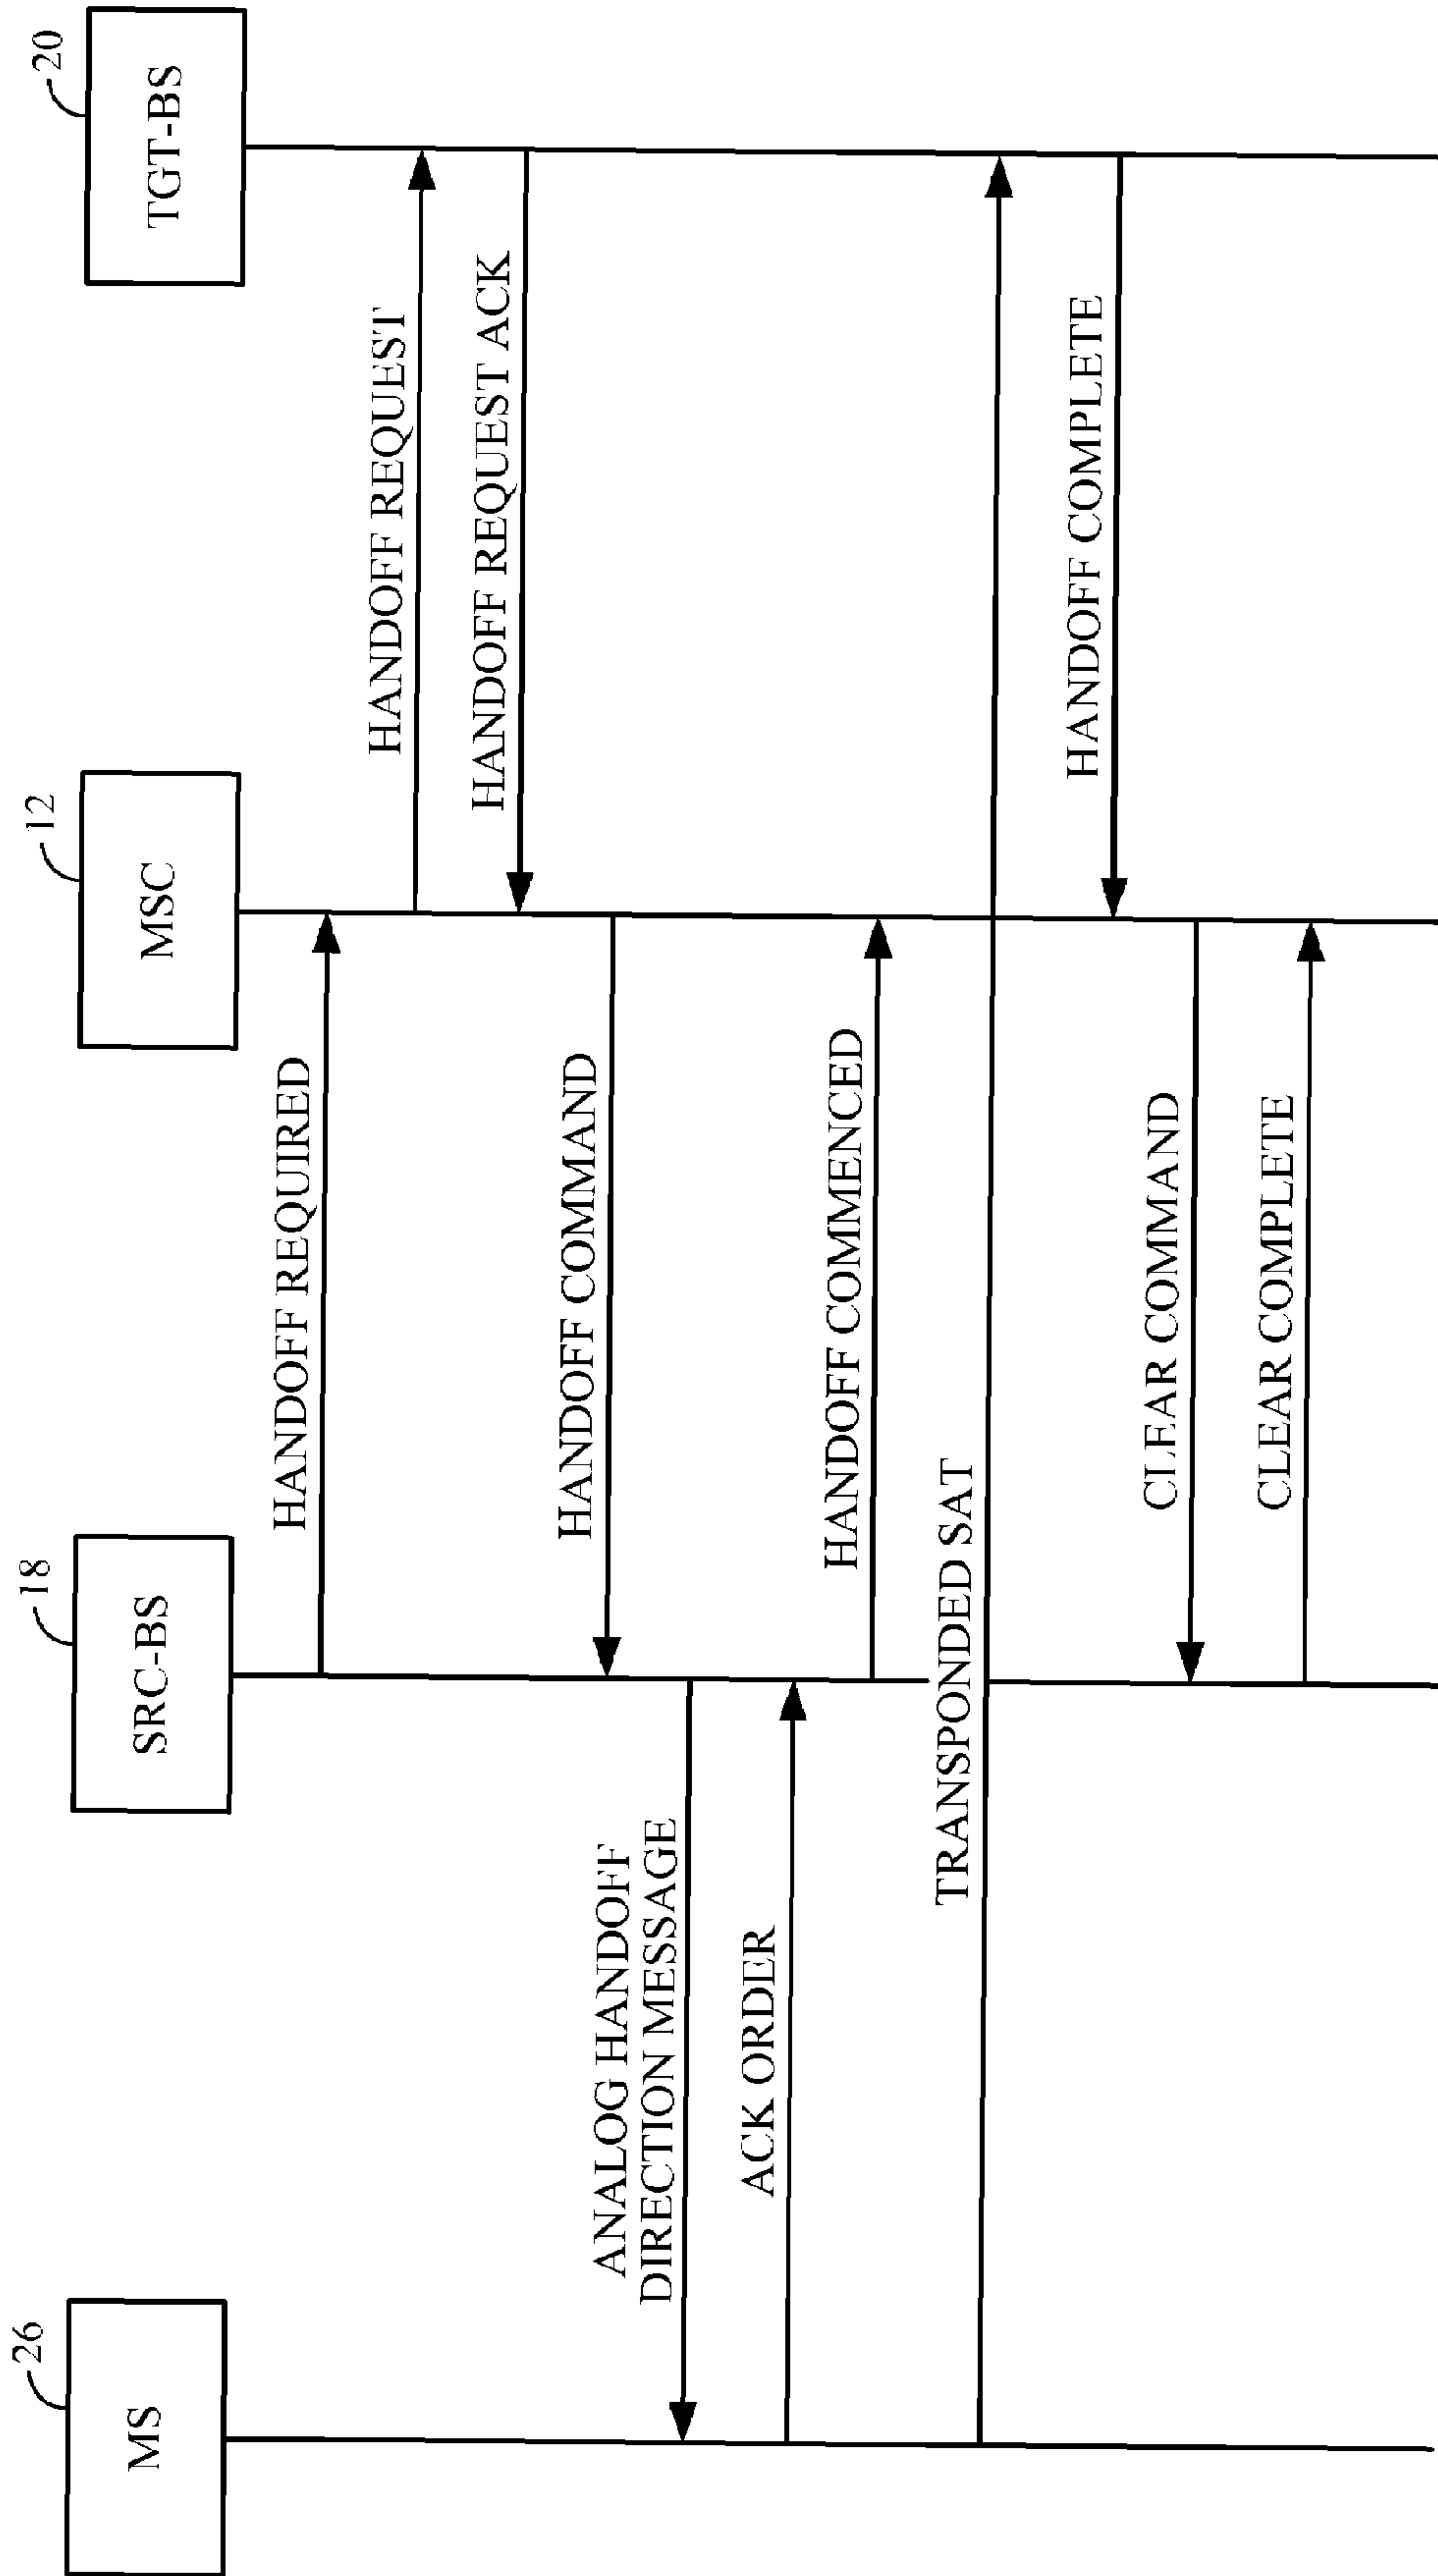 26
MS
18
SRC-BS
12
MSC
20
TGT-BS
HANDOFF REQUIRED
HANDOFF REQUEST
HANDOFF REQUEST ACK
HANDOFF COMMAND
ANALOG HANDOFF
DIRECTION MESSAGE
ACK ORDER
HANDOFF COMMENCED
TRANSPONDED SAT
HANDOFF COMPLETE
CLEAR COMMAND
CLEAR COMPLETE